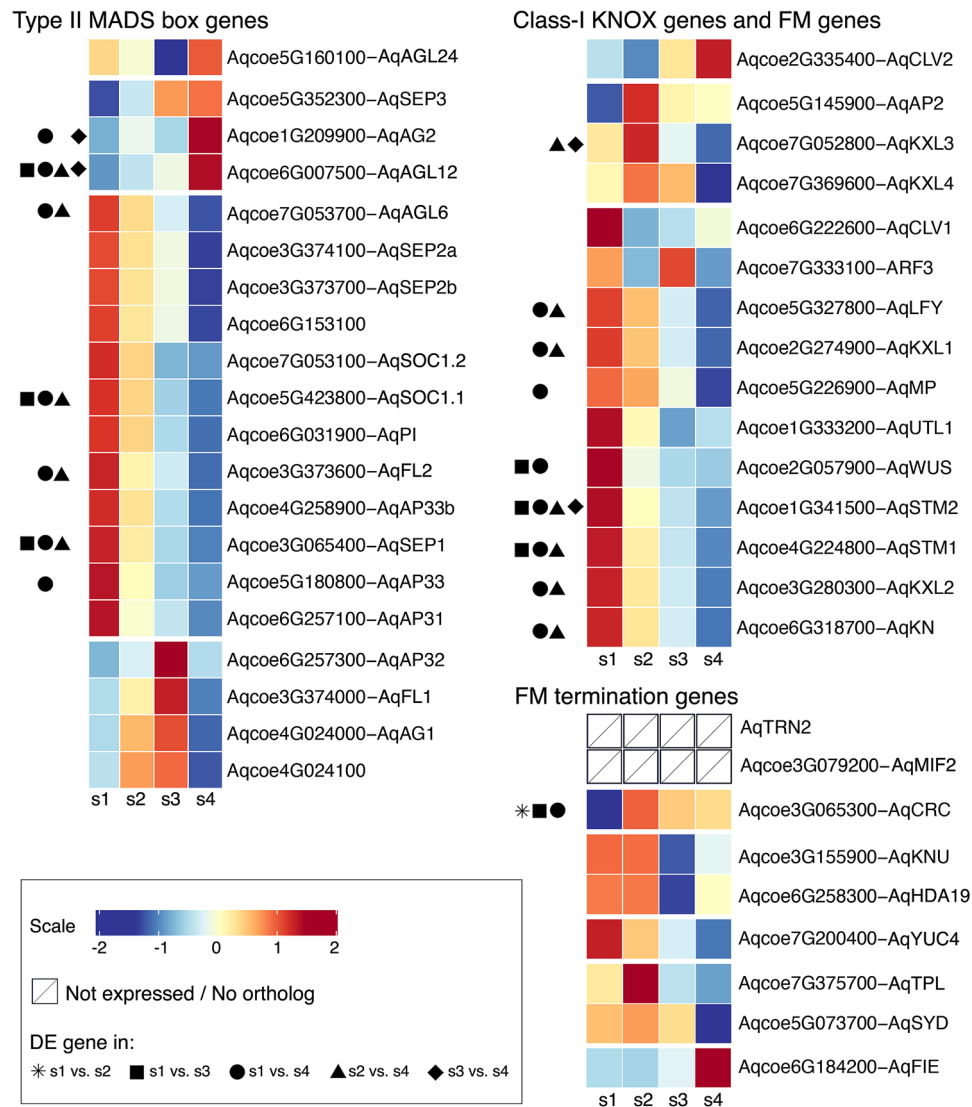 Type II MADS box genes
Aqcoe5G160100–AqAGL24
Aqcoe5G352300–AqSEP3
Aqcoe1G209900–AqAG2
Aqcoe6G007500–AqAGL12
Aqcoe7G053700–AqAGL6
Aqcoe3G374100–AqSEP2a
Aqcoe3G373700–AqSEP2b
Aqcoe6G153100
Aqcoe7G053100–AqSOC1.2
Aqcoe5G423800–AqSOC1.1
Aqcoe6G031900–AqPI
Aqcoe3G373600–AqFL2
Aqcoe4G258900–AqAP33b
Aqcoe3G065400–AqSEP1
Aqcoe5G180800–AqAP33
Aqcoe6G257100–AqAP31
Aqcoe6G257300–AqAP32
Aqcoe3G374000–AqFL1
Aqcoe4G024000–AqAG1
Aqcoe4G024100
s1 s2 s3 s4
Scale
-2 -1 0 1 2
Not expressed / No ortholog
DE gene in:
s1 vs. s2 s1 vs. s3 s1 vs. s4 s2 vs. s4 s3 vs. s4
Class-I KNOX genes and FM genes
Aqcoe2G335400–AqCLV2
Aqcoe5G145900–AqAP2
Aqcoe7G052800–AqKXL3
Aqcoe7G369600–AqKXL4
Aqcoe6G222600–AqCLV1
Aqcoe7G333100–ARF3
Aqcoe5G327800–AqLFY
Aqcoe2G274900–AqKXL1
Aqcoe5G226900–AqMP
Aqcoe1G333200–AqUTL1
Aqcoe2G057900–AqWUS
Aqcoe1G341500–AqSTM2
Aqcoe4G224800–AqSTM1
Aqcoe3G280300–AqKXL2
Aqcoe6G318700–AqKN
s1 s2 s3 s4
FM termination genes
AqTRN2
Aqcoe3G079200–AqMIF2
Aqcoe3G065300–AqCRC
Aqcoe3G155900–AqKNU
Aqcoe6G258300–AqHDA19
Aqcoe7G200400–AqYUC4
Aqcoe7G375700–AqTPL
Aqcoe5G073700–AqSYD
Aqcoe6G184200–AqFIE
s1 s2 s3 s4